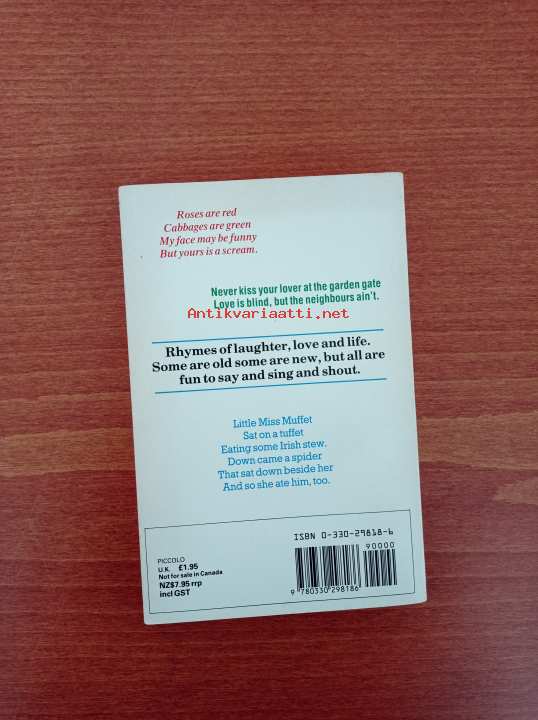 Roses are red
Cabbages are green
My face may be funny
But yours is a scream.
Never kiss your lover at the garden gate
Love is blind, but the neighbours ain't.
Antikvariaatti.net
Rhymes of laughter, love and life.
Some are old some are new, but all are
fun to say and sing and shout.
Little Miss Muffet
Sat on a tuffet
Eating some Irish stew.
Down came a spider
That sat down beside her
And so she ate him, too.
ISBN 0-330-29818-6
90000
PICCOLO
U.K. £1.95
Not for sale in Canada
NZ$7.95 rrp
incl GST
9 780330 298186